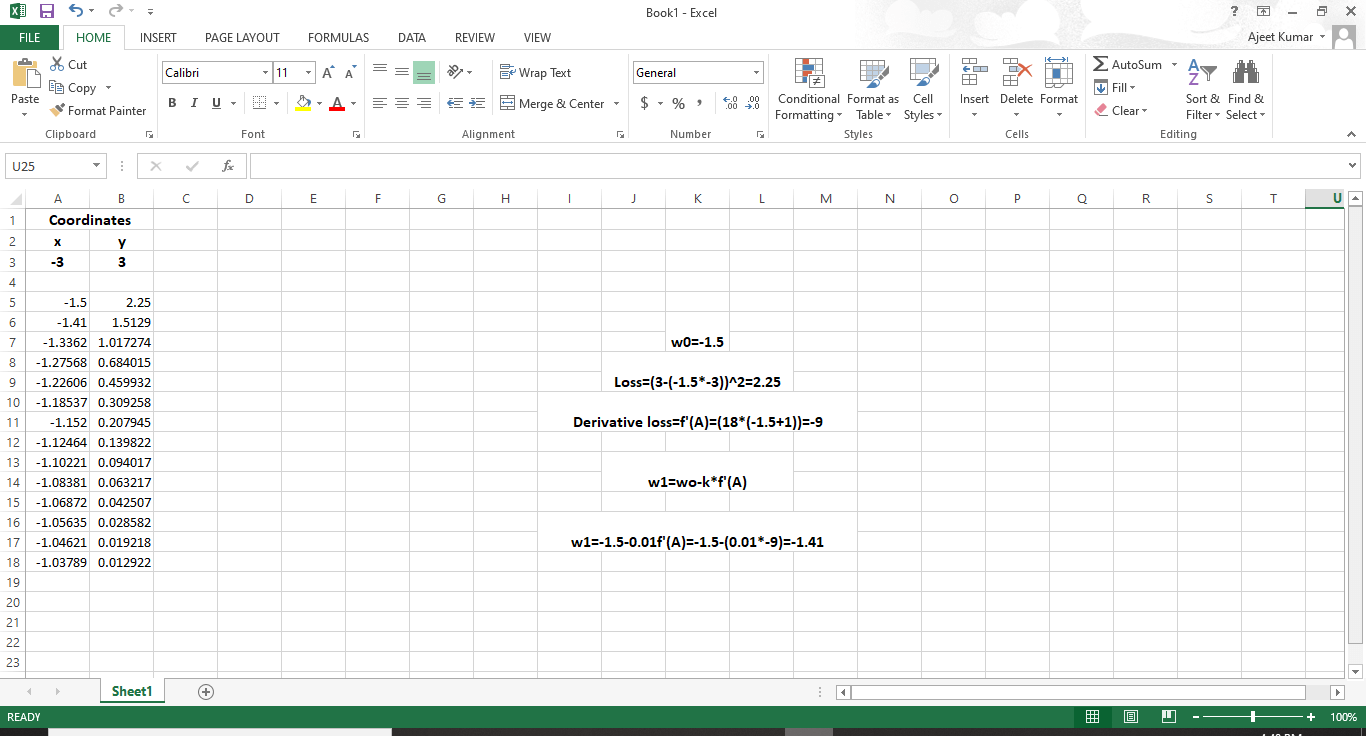 Book1 - Excel
?
FILE HOME INSERT PAGE LAYOUT FORMULAS DATA REVIEW VIEW Ajeet Kumar
Paste
Cut
Copy
Format Painter
Clipboard
Calibri 11
B I U
Font
Wrap Text
Merge & Center
Alignment
General
$ % ,
Number
Conditional Formatting
Format as Table
Cell Styles
Styles
Insert
Delete
Format
Cells
AutoSum
Fill
Clear
Sort & Filter
Find & Select
Editing
U25 fx
A B C D E F G H I J K L M N O P Q R S T U
1 Coordinates
2 x y
3 -3 3
4
5 -1.5 2.25
6 -1.41 1.5129
7 -1.3362 1.017274 w0=-1.5
8 -1.27568 0.684015
9 -1.22606 0.459932 Loss=(3-(-1.5*-3))^2=2.25
10 -1.18537 0.309258
11 -1.152 0.207945 Derivative loss=f'(A)=(18*(-1.5+1))=-9
12 -1.12464 0.139822
13 -1.10221 0.094017
14 -1.08381 0.063217 w1=wo-k*f'(A)
15 -1.06872 0.042507
16 -1.05635 0.028582
17 -1.04621 0.019218 w1=-1.5-0.01f'(A)=-1.5-(0.01*-9)=-1.41
18 -1.03789 0.012922
19
20
21
22
23
Sheet1
READY 100%